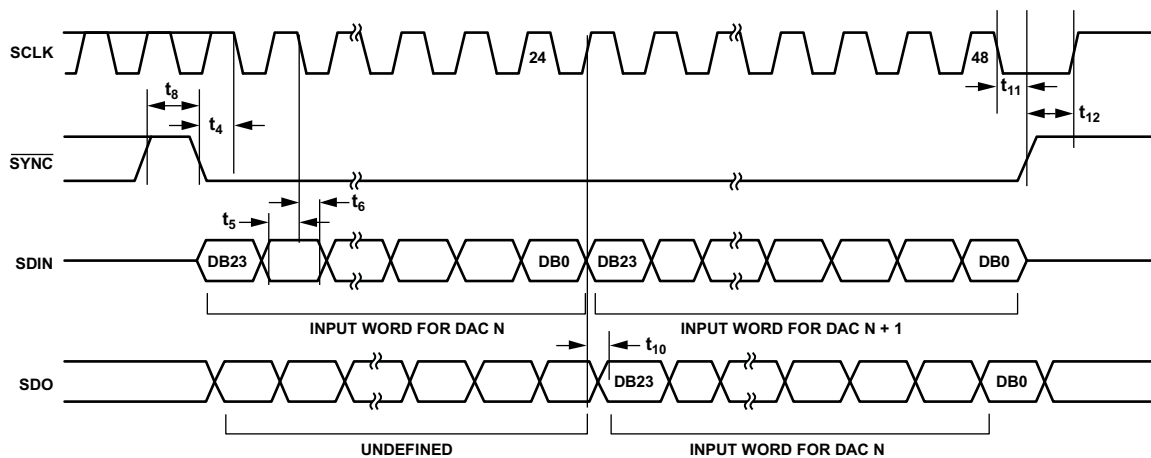 SCLK
24
48
t8
t4
t11
t12
SYNC
t5
t6
SDIN
DB23
DB0
DB23
DB0
INPUT WORD FOR DAC N
INPUT WORD FOR DAC N + 1
t10
SDO
DB23
DB0
UNDEFINED
INPUT WORD FOR DAC N